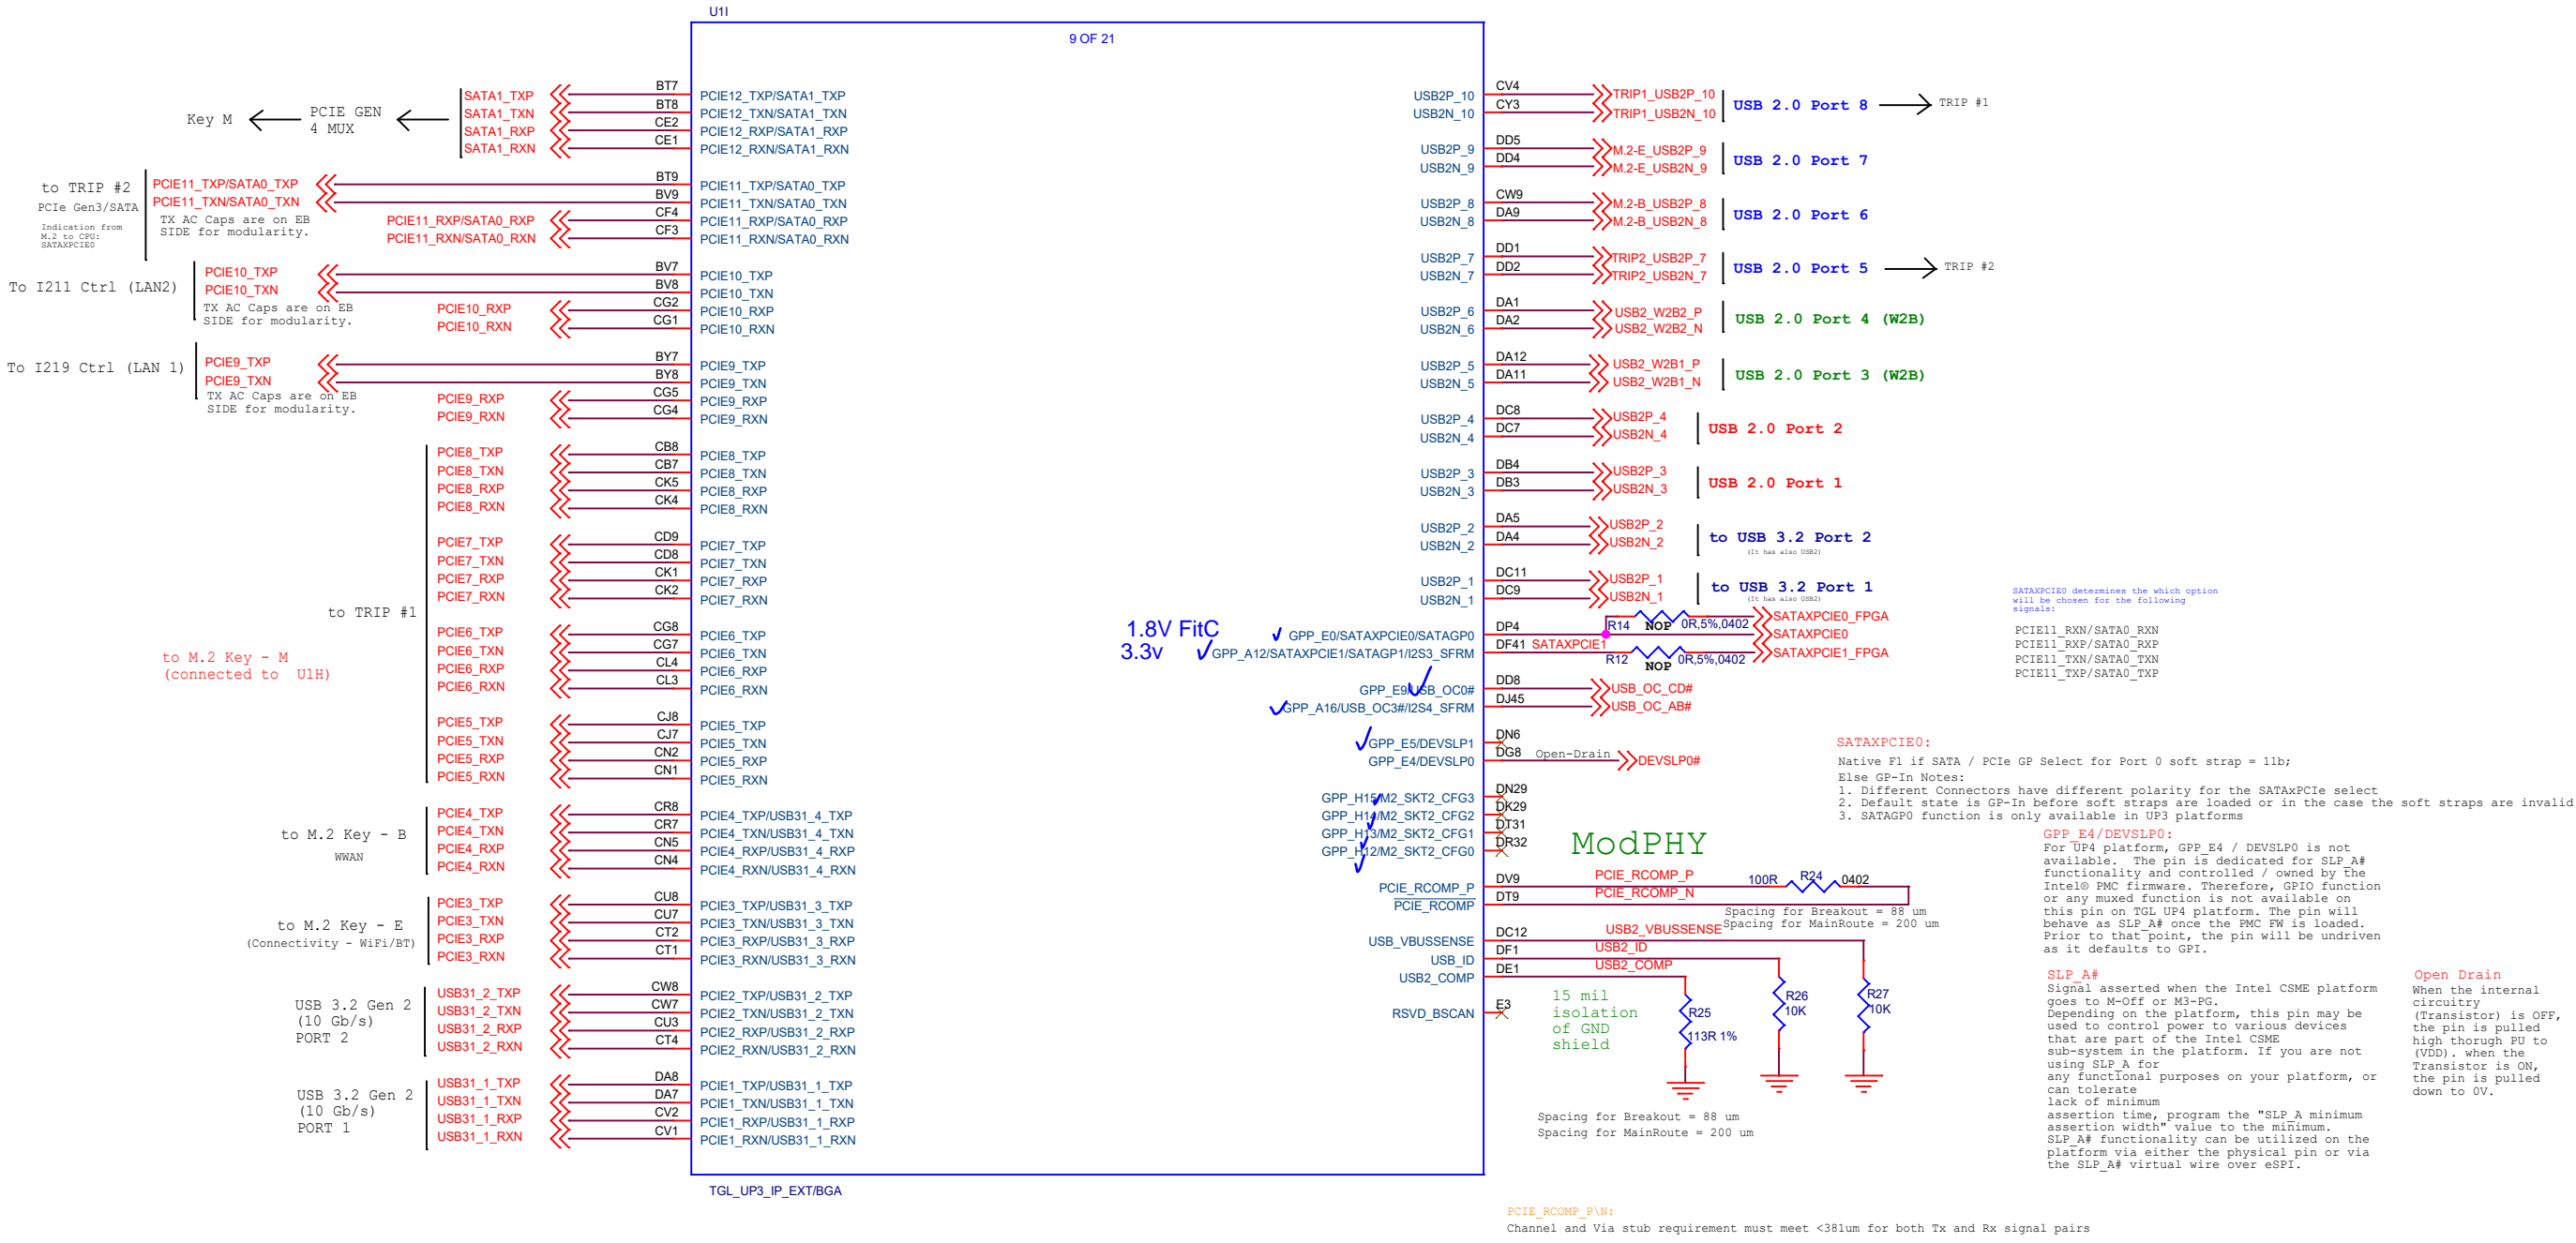 U1I
9 OF 21
Key M
PCIE GEN
4 MUX
SATA1_TXP
SATA1_TXN
SATA1_RXP
SATA1_RXN
BT7
BT8
CE2
CE1
PCIE12_TXP/SATA1_TXP
PCIE12_TXN/SATA1_TXN
PCIE12_RXP/SATA1_RXP
PCIE12_RXN/SATA1_RXN
to TRIP #2
PCIe Gen3/SATA
Indication from
M.2 to CPU:
SATAXPCIE0
PCIE11_TXP/SATA0_TXP
PCIE11_TXN/SATA0_TXN
TX AC Caps are on EB
SIDE for modularity.
PCIE11_RXP/SATA0_RXP
PCIE11_RXN/SATA0_RXN
BT9
BV9
CF4
CF3
PCIE11_TXP/SATA0_TXP
PCIE11_TXN/SATA0_TXN
PCIE11_RXP/SATA0_RXP
PCIE11_RXN/SATA0_RXN
To I211 Ctrl (LAN2)
PCIE10_TXP
PCIE10_TXN
TX AC Caps are on EB
SIDE for modularity.
PCIE10_RXP
PCIE10_RXN
BV7
BV8
CG2
CG1
PCIE10_TXP
PCIE10_TXN
PCIE10_RXP
PCIE10_RXN
To I219 Ctrl (LAN 1)
PCIE9_TXP
PCIE9_TXN
TX AC Caps are on EB
SIDE for modularity.
PCIE9_RXP
PCIE9_RXN
BY7
BY8
CG5
CG4
PCIE9_TXP
PCIE9_TXN
PCIE9_RXP
PCIE9_RXN
to TRIP #1
to M.2 Key - M
(connected to U1H)
PCIE8_TXP
PCIE8_TXN
PCIE8_RXP
PCIE8_RXN
CB8
CB7
CK5
CK4
PCIE8_TXP
PCIE8_TXN
PCIE8_RXP
PCIE8_RXN
PCIE7_TXP
PCIE7_TXN
PCIE7_RXP
PCIE7_RXN
CD9
CD8
CK1
CK2
PCIE7_TXP
PCIE7_TXN
PCIE7_RXP
PCIE7_RXN
PCIE6_TXP
PCIE6_TXN
PCIE6_RXP
PCIE6_RXN
CG8
CG7
CL4
CL3
PCIE6_TXP
PCIE6_TXN
PCIE6_RXP
PCIE6_RXN
PCIE5_TXP
PCIE5_TXN
PCIE5_RXP
PCIE5_RXN
CJ8
CJ7
CN2
CN1
PCIE5_TXP
PCIE5_TXN
PCIE5_RXP
PCIE5_RXN
to M.2 Key - B
WWAN
PCIE4_TXP
PCIE4_TXN
PCIE4_RXP
PCIE4_RXN
CR8
CR7
CN5
CN4
PCIE4_TXP/USB31_4_TXP
PCIE4_TXN/USB31_4_TXN
PCIE4_RXP/USB31_4_RXP
PCIE4_RXN/USB31_4_RXN
to M.2 Key - E
(Connectivity - WiFi/BT)
PCIE3_TXP
PCIE3_TXN
PCIE3_RXP
PCIE3_RXN
CU8
CU7
CT2
CT1
PCIE3_TXP/USB31_3_TXP
PCIE3_TXN/USB31_3_TXN
PCIE3_RXP/USB31_3_RXP
PCIE3_RXN/USB31_3_RXN
USB 3.2 Gen 2
(10 Gb/s)
PORT 2
USB31_2_TXP
USB31_2_TXN
USB31_2_RXP
USB31_2_RXN
CW8
CW7
CU3
CT4
PCIE2_TXP/USB31_2_TXP
PCIE2_TXN/USB31_2_TXN
PCIE2_RXP/USB31_2_RXP
PCIE2_RXN/USB31_2_RXN
USB 3.2 Gen 2
(10 Gb/s)
PORT 1
USB31_1_TXP
USB31_1_TXN
USB31_1_RXP
USB31_1_RXN
DA8
DA7
CV2
CV1
PCIE1_TXP/USB31_1_TXP
PCIE1_TXN/USB31_1_TXN
PCIE1_RXP/USB31_1_RXP
PCIE1_RXN/USB31_1_RXN
TGL_UP3_IP_EXT/BGA
USB2P_10 CV4 TRIP1_USB2P_10
USB2N_10 CY3 TRIP1_USB2N_10
USB 2.0 Port 8
TRIP #1
USB2P_9 DD5 M.2-E_USB2P_9
USB2N_9 DD4 M.2-E_USB2N_9
USB 2.0 Port 7
USB2P_8 CW9 M.2-B_USB2P_8
USB2N_8 DA9 M.2-B_USB2N_8
USB 2.0 Port 6
USB2P_7 DD1 TRIP2_USB2P_7
USB2N_7 DD2 TRIP2_USB2N_7
USB 2.0 Port 5
TRIP #2
USB2P_6 DA1 USB2_W2B2_P
USB2N_6 DA2 USB2_W2B2_N
USB 2.0 Port 4 (W2B)
USB2P_5 DA12 USB2_W2B1_P
USB2N_5 DA11 USB2_W2B1_N
USB 2.0 Port 3 (W2B)
USB2P_4 DC8 USB2P_4
USB2N_4 DC7 USB2N_4
USB 2.0 Port 2
USB2P_3 DB4 USB2P_3
USB2N_3 DB3 USB2N_3
USB 2.0 Port 1
USB2P_2 DA5 USB2P_2
USB2N_2 DA4 USB2N_2
to USB 3.2 Port 2
(It has also USB2)
USB2P_1 DC11 USB2P_1
USB2N_1 DC9 USB2N_1
to USB 3.2 Port 1
(It has also USB2)
1.8V FitC
3.3v
R14 NOP 0R,5%,0402 SATAXPCIE0_FPGA
GPP_E0/SATAXPCIE0/SATAGP0 DP4 SATAXPCIE0
GPP_A12/SATAXPCIE1/SATAGP1/I2S3_SFRM DF41 SATAXPCIE1 SATAXPCIE1_FPGA
R12 NOP 0R,5%,0402
GPP_E9/USB_OC0# DD8 USB_OC_CD#
GPP_A16/USB_OC3#/I2S4_SFRM DJ45 USB_OC_AB#
GPP_E5/DEVSLP1 DN6
GPP_E4/DEVSLP0 DG8 Open-Drain DEVSLP0#
GPP_H15/M2_SKT2_CFG3 DN29
GPP_H14/M2_SKT2_CFG2 DK29
GPP_H13/M2_SKT2_CFG1 DT31
GPP_H12/M2_SKT2_CFG0 DR32
ModPHY
PCIE_RCOMP_P DV9 PCIE_RCOMP_P 100R R24 0402
PCIE_RCOMP DT9 PCIE_RCOMP_N
Spacing for Breakout = 88 um
Spacing for MainRoute = 200 um
USB_VBUSSENSE DC12 USB2_VBUSSENSE
USB_ID DF1 USB2_ID
USB2_COMP DE1 USB2_COMP
RSVD_BSCAN E3
15 mil
isolation
of GND
shield
R25
113R 1%
R26
10K
R27
10K
Spacing for Breakout = 88 um
Spacing for MainRoute = 200 um
SATAXPCIE0 determines the which option
will be chosen for the following
signals:
PCIE11_RXN/SATA0_RXN
PCIE11_RXP/SATA0_RXP
PCIE11_TXN/SATA0_TXN
PCIE11_TXP/SATA0_TXP
SATAXPCIE0:
Native F1 if SATA / PCIe GP Select for Port 0 soft strap = 11b;
Else GP-In Notes:
1. Different Connectors have different polarity for the SATAxPCIe select
2. Default state is GP-In before soft straps are loaded or in the case the soft straps are invalid
3. SATAGP0 function is only available in UP3 platforms
GPP_E4/DEVSLP0:
For UP4 platform, GPP_E4 / DEVSLP0 is not
available. The pin is dedicated for SLP_A#
functionality and controlled / owned by the
Intel® PMC firmware. Therefore, GPIO function
or any muxed function is not available on
this pin on TGL UP4 platform. The pin will
behave as SLP_A# once the PMC FW is loaded.
Prior to that point, the pin will be undriven
as it defaults to GPI.
SLP_A#
Signal asserted when the Intel CSME platform
goes to M-Off or M3-PG.
Depending on the platform, this pin may be
used to control power to various devices
that are part of the Intel CSME
sub-system in the platform. If you are not
using SLP_A for
any functional purposes on your platform, or
can tolerate
lack of minimum
assertion time, program the "SLP_A minimum
assertion width" value to the minimum.
SLP_A# functionality can be utilized on the
platform via either the physical pin or via
the SLP_A# virtual wire over eSPI.
Open Drain
When the internal
circuitry
(Transistor) is OFF,
the pin is pulled
high thorugh PU to
(VDD). when the
Transistor is ON,
the pin is pulled
down to 0V.
PCIE_RCOMP_P\N:
Channel and Via stub requirement must meet <381um for both Tx and Rx signal pairs